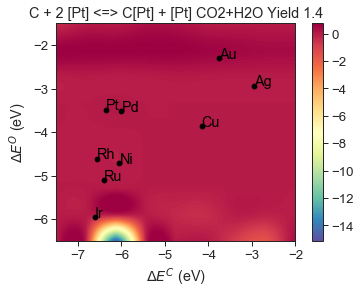 C + 2 [Pt] <=> C[Pt] + [Pt] CO2+H2O Yield 1.4
ΔE^O (eV)
−2
−3
−4
−5
−6
Au
Ag
Pt
Pd
Cu
Rh
Ni
Ru
Ir
−7
−6
−5
−4
−3
−2
ΔE^C (eV)
0
−2
−4
−6
−8
−10
−12
−14